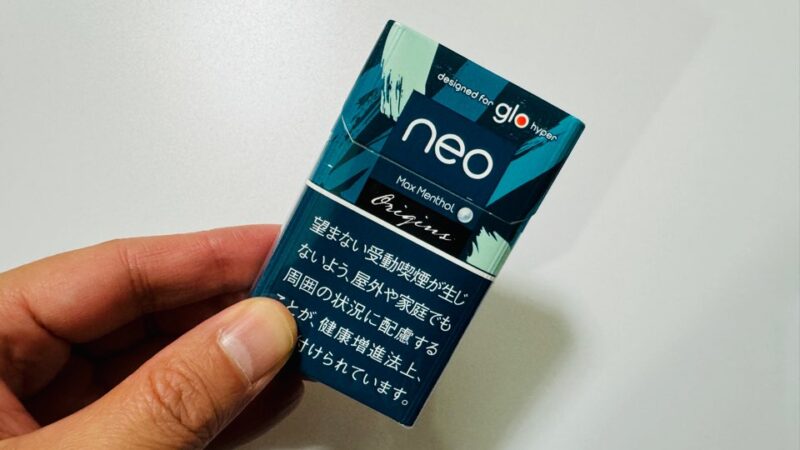 designed for glo hyper
neo
Max Menthol
Origins
望まない受動喫煙が生じ
ないよう、屋外や家庭でも
周囲の状況に配慮する
ことが、健康増進法上、
付けられています。